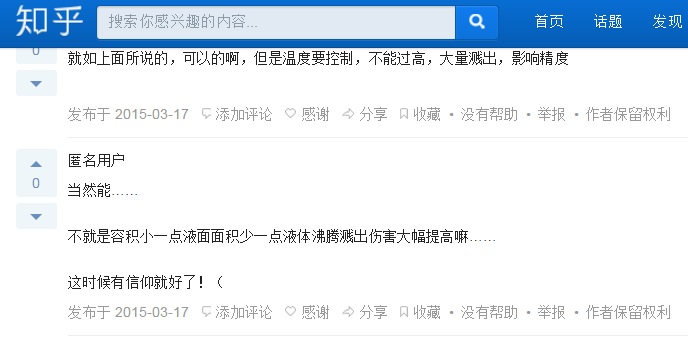 知乎 搜索你感兴趣的内容... 首页 话题 发现
0
就如上面所说的，可以的啊，但是温度要控制，不能过高，大量溅出，影响精度
发布于 2015-03-17 添加评论 感谢 分享 收藏 • 没有帮助 • 举报 • 作者保留权利
匿名用户
0
当然能……
不就是容积小一点液面面积少一点液体沸腾溅出伤害大幅提高嘛……
这时候有信仰就好了！（
发布于 2015-03-17 添加评论 感谢 分享 收藏 • 没有帮助 • 举报 • 作者保留权利